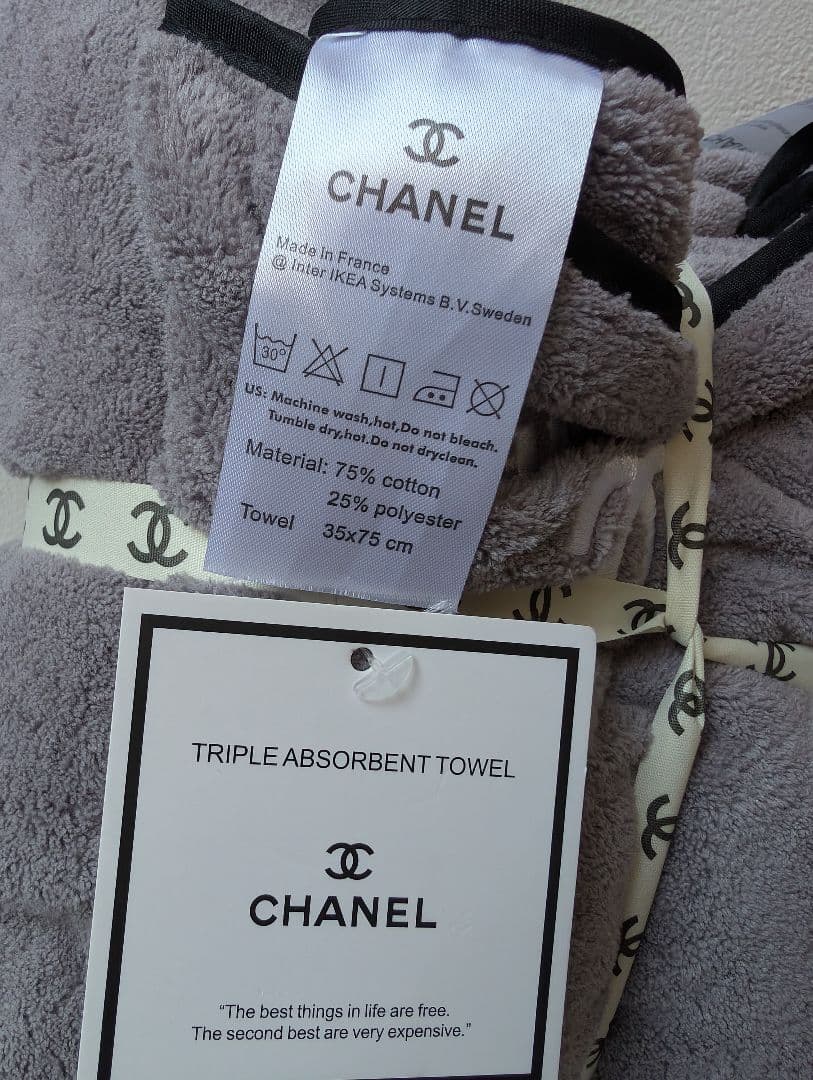 CHANEL
Made in France
@ Inter IKEA Systems B.V.Sweden
30°
US: Machine wash,hot,Do not bleach.
Tumble dry,hot.Do not dryclean.
Material: 75% cotton
25% polyester
Towel 35x75 cm
TRIPLE ABSORBENT TOWEL
CHANEL
“The best things in life are free.
The second best are very expensive.”